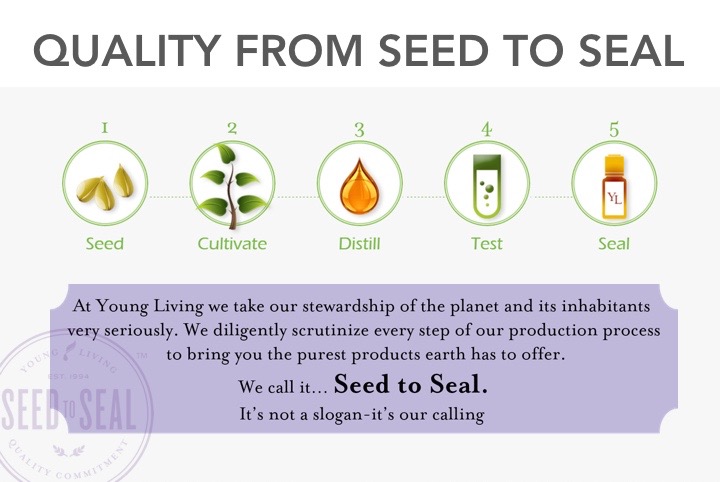 QUALITY FROM SEED TO SEAL
1 2 3 4 5
YL
Seed Cultivate Distill Test Seal
At Young Living we take our stewardship of the planet and its inhabitants
very seriously. We diligently scrutinize every step of our production process
to bring you the purest products earth has to offer.
We call it... Seed to Seal.
It's not a slogan-it's our calling
YOUNG LIVING
TM
EST. 1994
SEED TO SEAL
QUALITY COMMITMENT